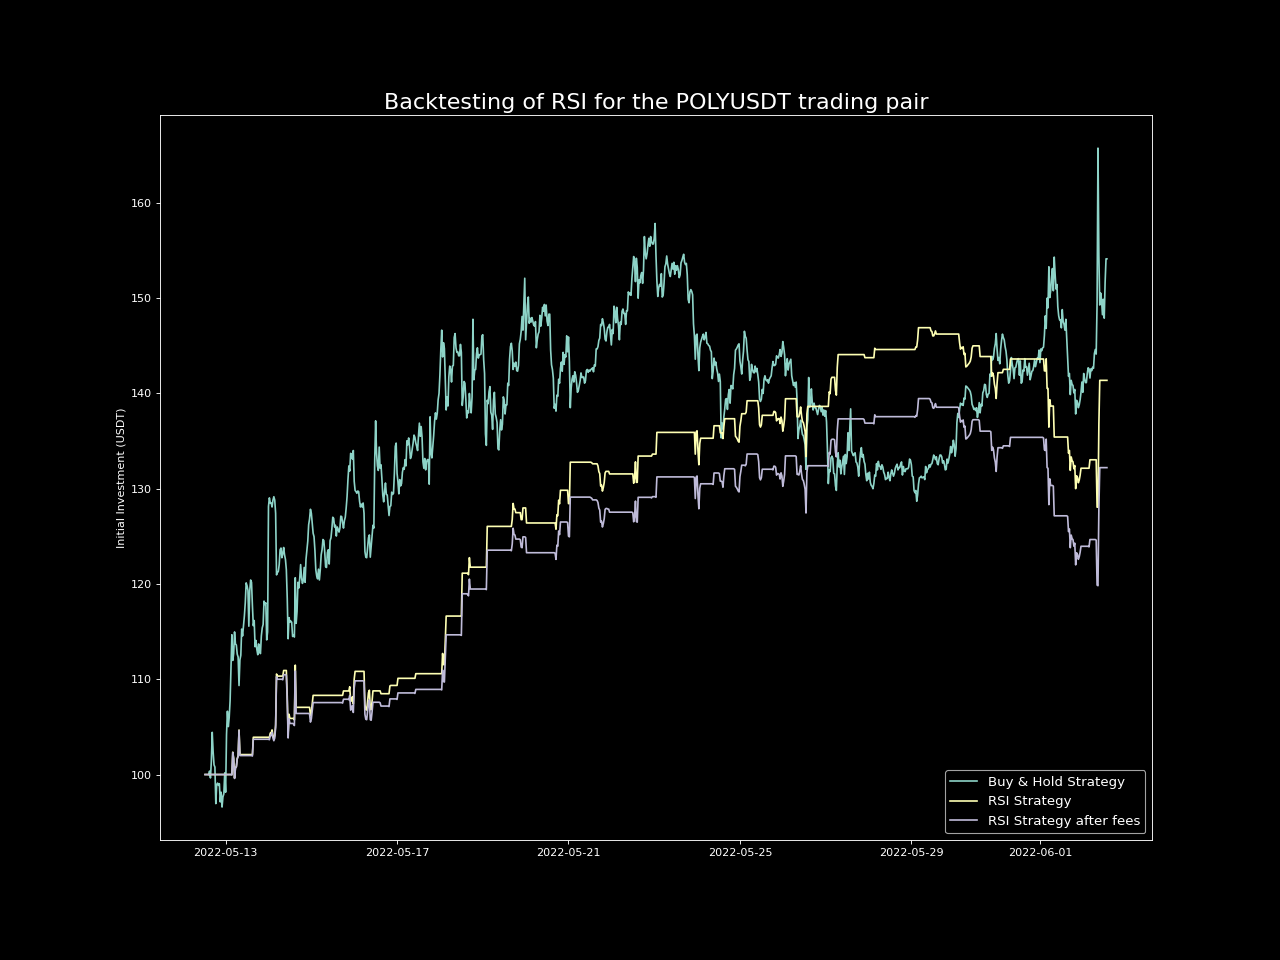 Backtesting of RSI for the POLYUSDT trading pair
Initial Investment (USDT)
160
150
140
130
120
110
100
2022-05-13 2022-05-17 2022-05-21 2022-05-25 2022-05-29 2022-06-01
Buy & Hold Strategy
RSI Strategy
RSI Strategy after fees